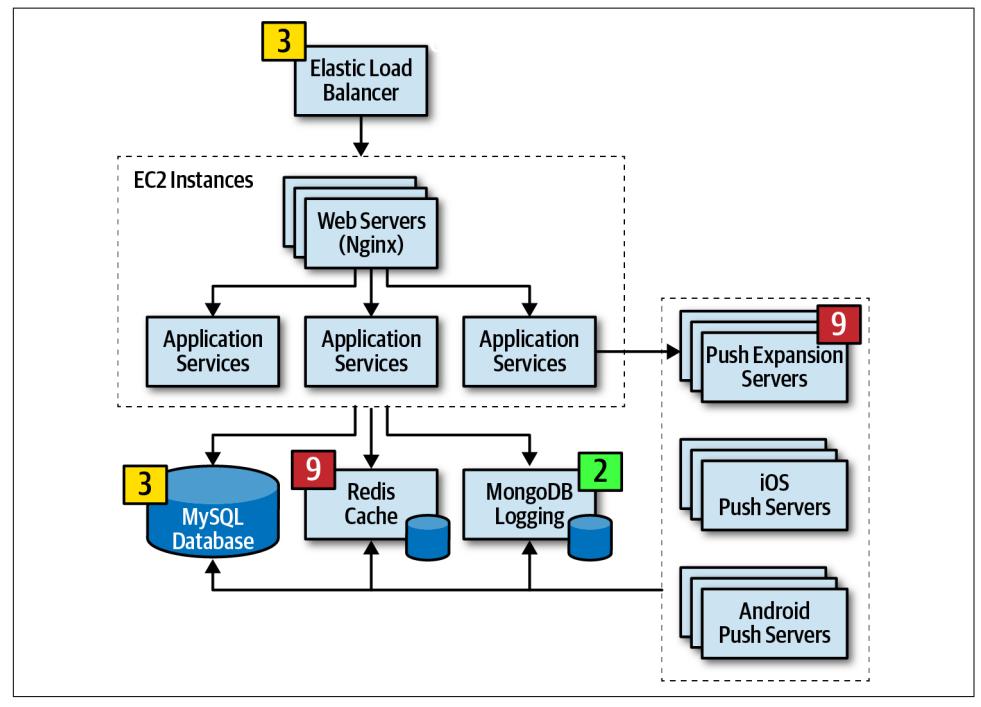 3
Elastic Load
Balancer
EC2 Instances
Web Servers
(Nginx)
Application
Services
Application
Services
Application
Services
9
Push Expansion
Servers
3
MySQL
Database
9
Redis
Cache
2
MongoDB
Logging
iOS
Push Servers
Android
Push Servers